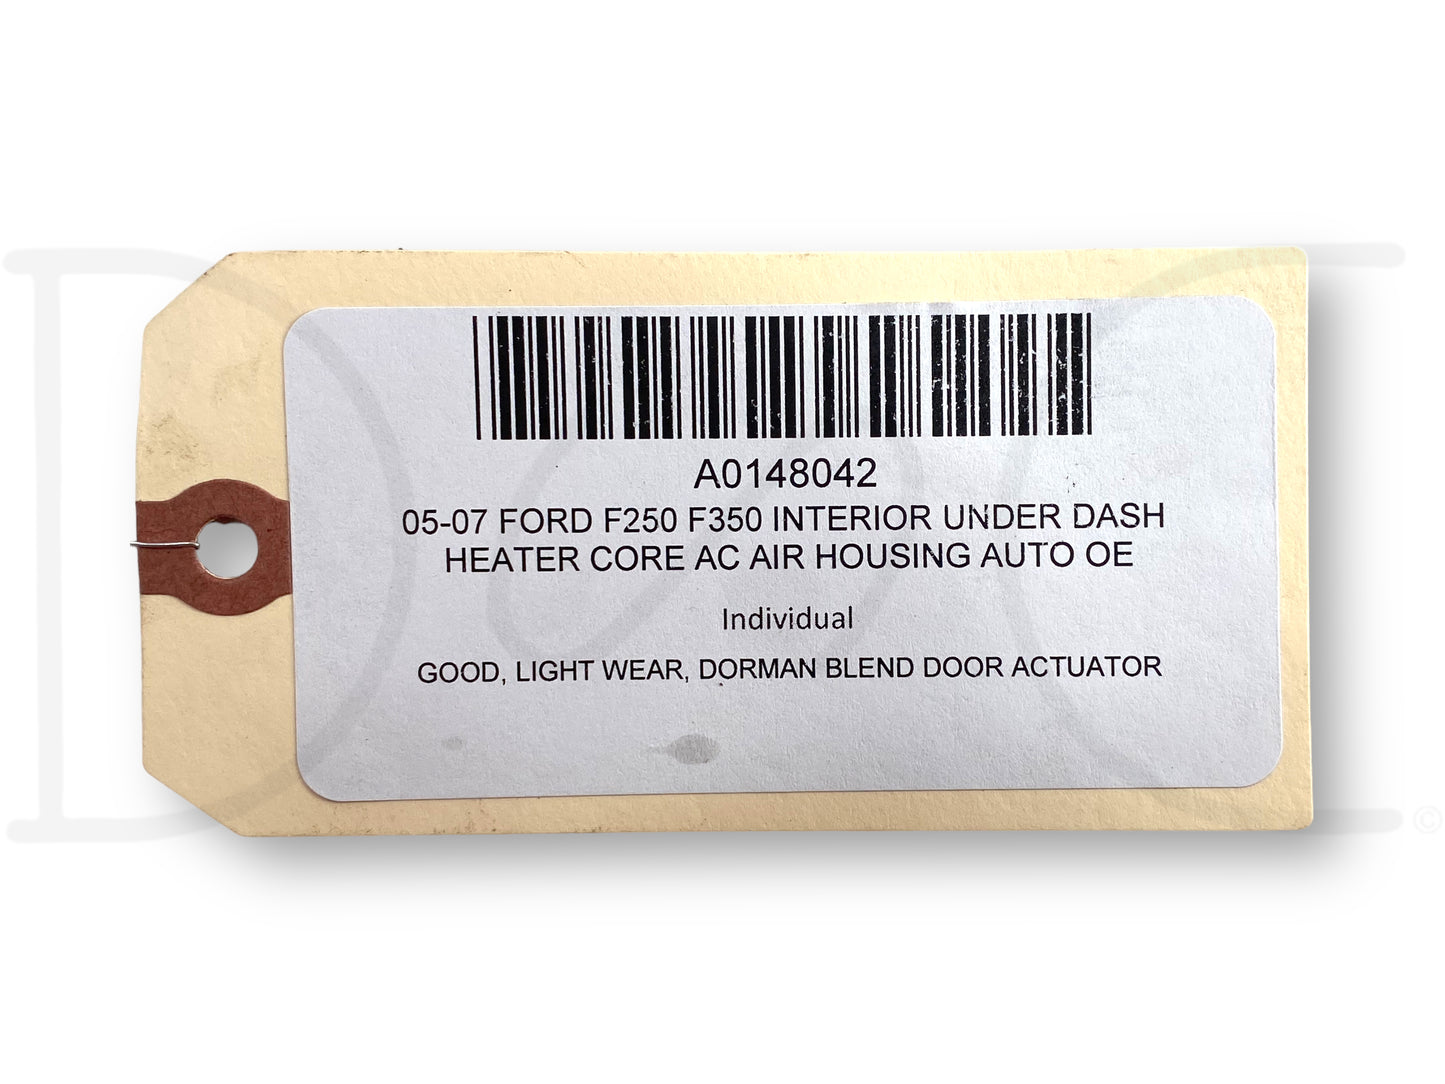 A0148042
05-07 FORD F250 F350 INTERIOR UNDER DASH
HEATER CORE AC AIR HOUSING AUTO OE
Individual
GOOD, LIGHT WEAR, DORMAN BLEND DOOR ACTUATOR
©